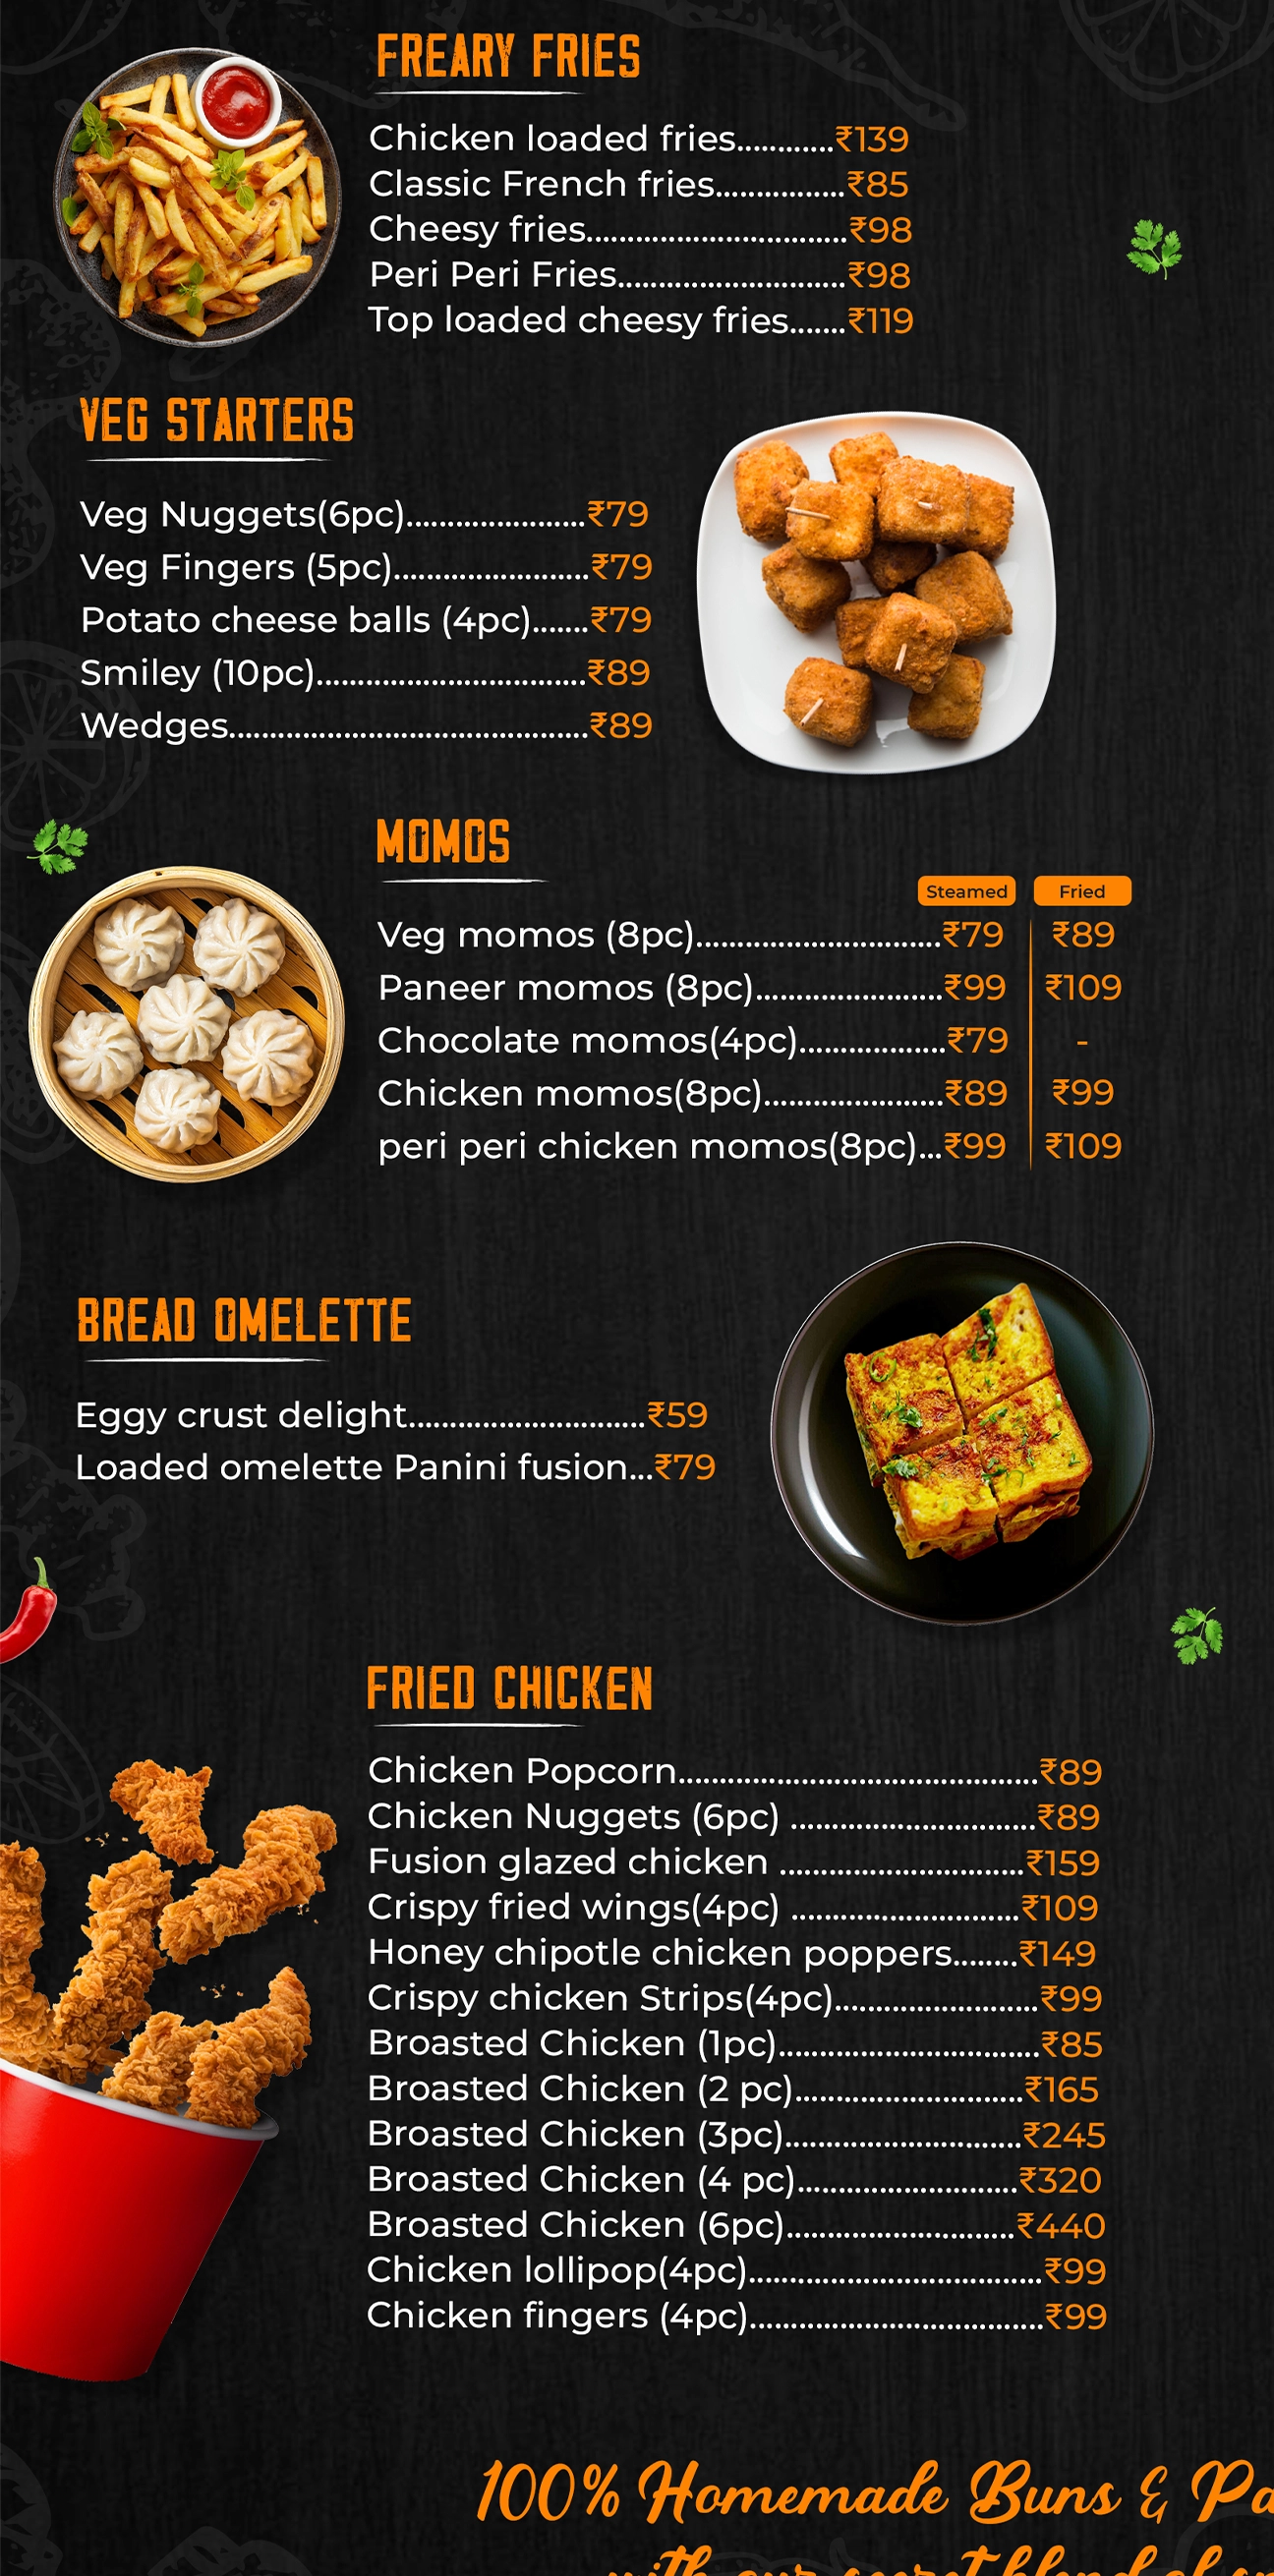 FREARY FRIES
Chicken loaded fries............₹139
Classic French fries................₹85
Cheesy fries................................₹98
Peri Peri Fries............................₹98
Top loaded cheesy fries.......₹119
VEG STARTERS
Veg Nuggets(6pc)......................₹79
Veg Fingers (5pc)........................₹79
Potato cheese balls (4pc).......₹79
Smiley (10pc).................................₹89
Wedges............................................₹89
MOMOS
Steamed Fried
Veg momos (8pc)..............................₹79 ₹89
Paneer momos (8pc).......................₹99 ₹109
Chocolate momos(4pc)..................₹79 -
Chicken momos(8pc)......................₹89 ₹99
peri peri chicken momos(8pc)...₹99 ₹109
BREAD OMELETTE
Eggy crust delight.............................₹59
Loaded omelette Panini fusion...₹79
FRIED CHICKEN
Chicken Popcorn............................................₹89
Chicken Nuggets (6pc) ..............................₹89
Fusion glazed chicken ..............................₹159
Crispy fried wings(4pc) ............................₹109
Honey chipotle chicken poppers........₹149
Crispy chicken Strips(4pc).........................₹99
Broasted Chicken (1pc)................................₹85
Broasted Chicken (2 pc)............................₹165
Broasted Chicken (3pc).............................₹245
Broasted Chicken (4 pc)...........................₹320
Broasted Chicken (6pc)............................₹440
Chicken lollipop(4pc)....................................₹99
Chicken fingers (4pc)....................................₹99
100% Homemade Buns & Pa